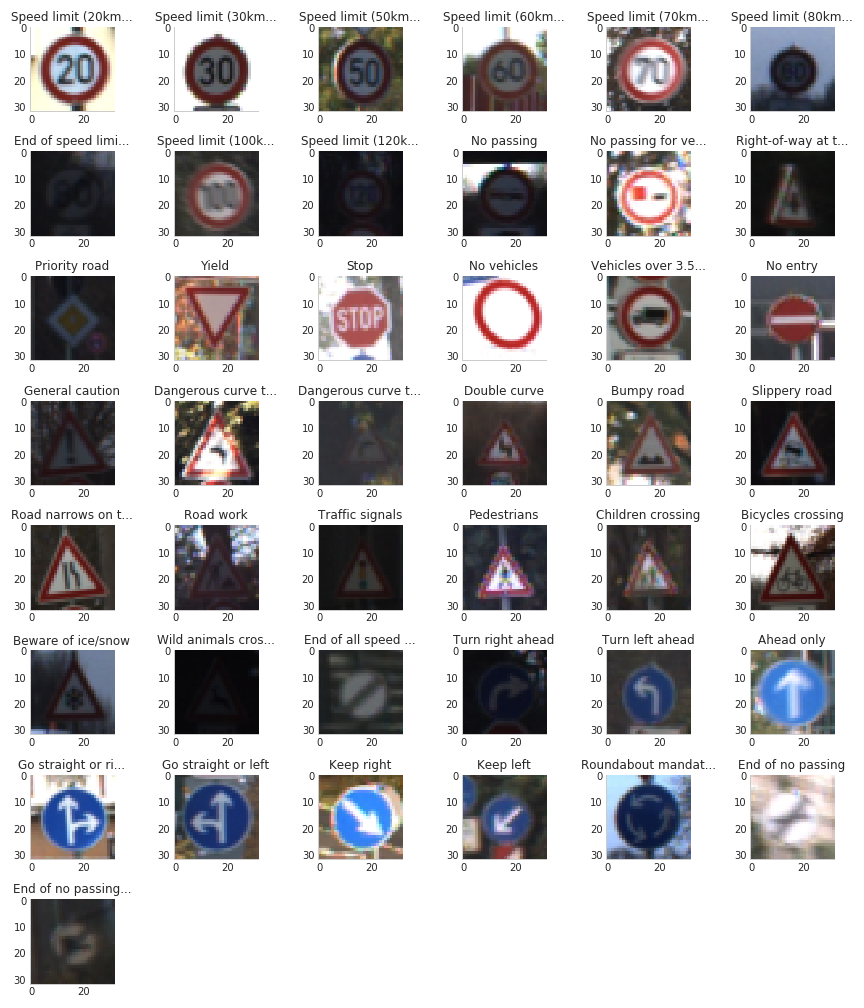 Speed limit (20km... Speed limit (30km... Speed limit (50km... Speed limit (60km... Speed limit (70km... Speed limit (80km...
0 0 0 0 0 0
10 10 10 10 10 10
20 30 50 60 70 80
20 20 20 20 20 20
30 30 30 30 30 30
0 20 0 20 0 20 0 20 0 20 0 20
End of speed limi... Speed limit (100k... Speed limit (120k... No passing No passing for ve... Right-of-way at t...
0 0 0 0 0 0
10 10 10 10 10 10
100
20 20 20 20 20 20
30 30 30 30 30 30
0 20 0 20 0 20 0 20 0 20 0 20
Priority road Yield Stop No vehicles Vehicles over 3.5... No entry
0 0 0 0 0 0
10 10 10 10 10 10
STOP
20 20 20 20 20 20
30 30 30 30 30 30
0 20 0 20 0 20 0 20 0 20 0 20
General caution Dangerous curve t... Dangerous curve t... Double curve Bumpy road Slippery road
0 0 0 0 0 0
10 10 10 10 10 10
20 20 20 20 20 20
30 30 30 30 30 30
0 20 0 20 0 20 0 20 0 20 0 20
Road narrows on t... Road work Traffic signals Pedestrians Children crossing Bicycles crossing
0 0 0 0 0 0
10 10 10 10 10 10
20 20 20 20 20 20
30 30 30 30 30 30
0 20 0 20 0 20 0 20 0 20 0 20
Beware of ice/snow Wild animals cros... End of all speed ... Turn right ahead Turn left ahead Ahead only
0 0 0 0 0 0
10 10 10 10 10 10
20 20 20 20 20 20
30 30 30 30 30 30
0 20 0 20 0 20 0 20 0 20 0 20
Go straight or ri... Go straight or left Keep right Keep left Roundabout mandat... End of no passing
0 0 0 0 0 0
10 10 10 10 10 10
20 20 20 20 20 20
30 30 30 30 30 30
0 20 0 20 0 20 0 20 0 20 0 20
End of no passing...
0
10
20
30
0 20